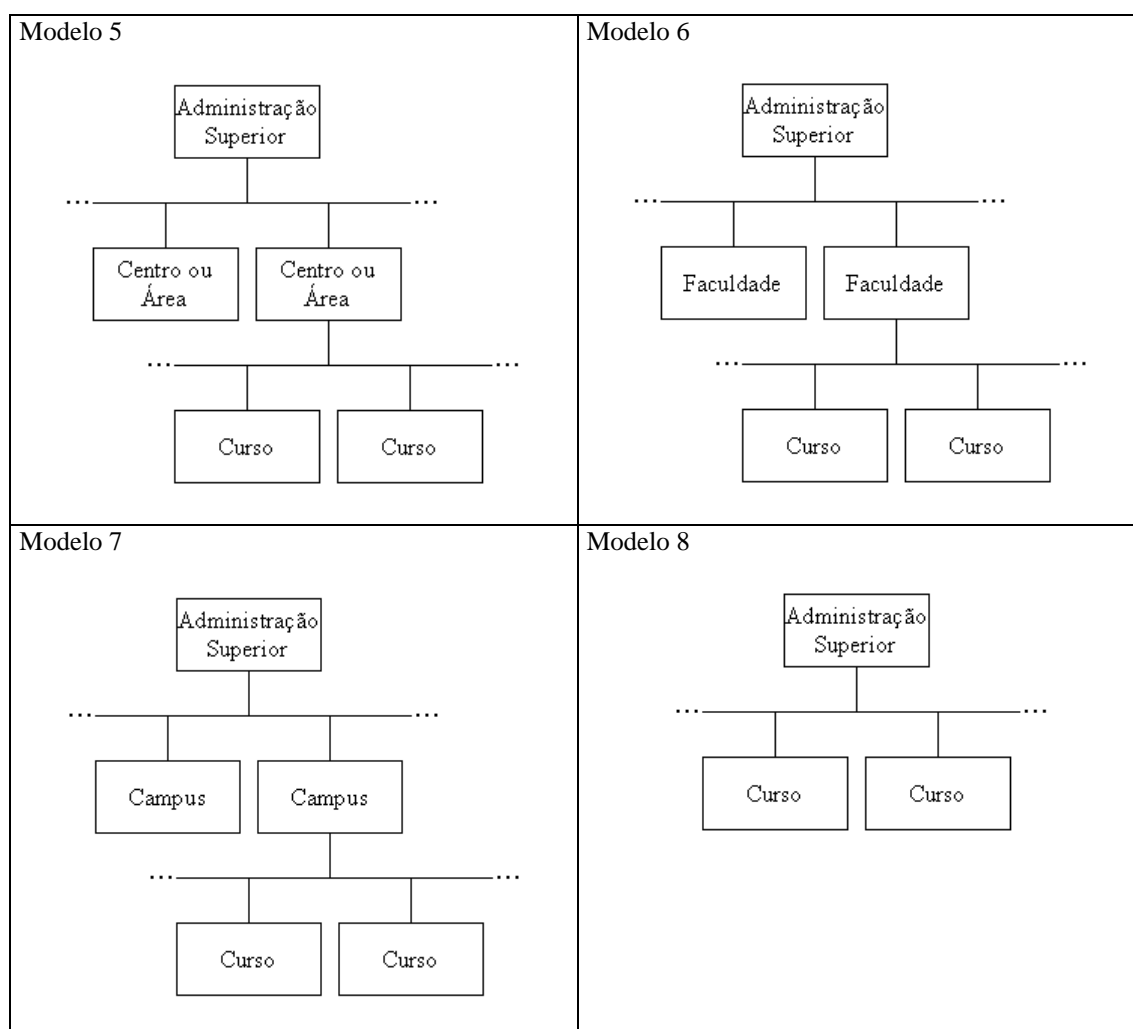 Modelo 5
Administração
Superior
...
...
Centro ou
Área
Centro ou
Área
...
...
Curso
Curso
Modelo 6
Administração
Superior
...
...
Faculdade
Faculdade
...
...
Curso
Curso
Modelo 7
Administração
Superior
...
...
Campus
Campus
...
...
Curso
Curso
Modelo 8
Administração
Superior
...
...
Curso
Curso